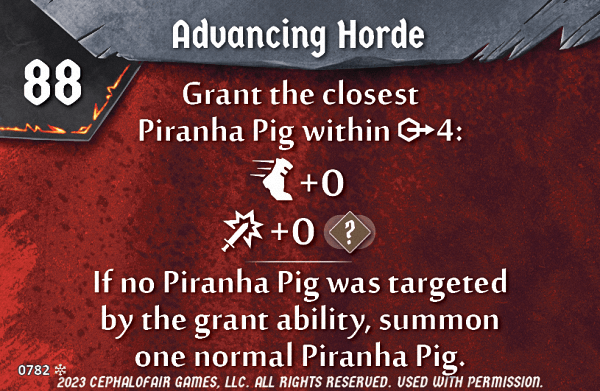 Advancing Horde
88
Grant the closest
Piranha Pig within 4:
+0
+0 ?
If no Piranha Pig was targeted
by the grant ability, summon
one normal Piranha Pig.
0782
2023 CEPHALOFAIR GAMES, LLC. ALL RIGHTS RESERVED. USED WITH PERMISSION.